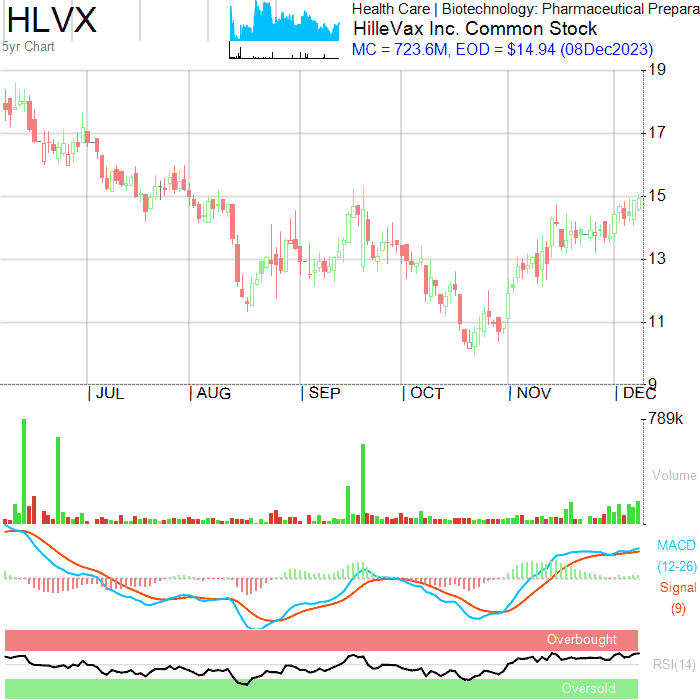 HLVX
5yr Chart
Health Care | Biotechnology: Pharmaceutical Prepara
HilleVax Inc. Common Stock
MC = 723.6M, EOD = $14.94 (08Dec2023)
19
17
15
13
11
9
JUL AUG SEP OCT NOV DEC
789k
Volume
MACD
(12-26)
Signal
(9)
Overbought
RSI(14)
Oversold